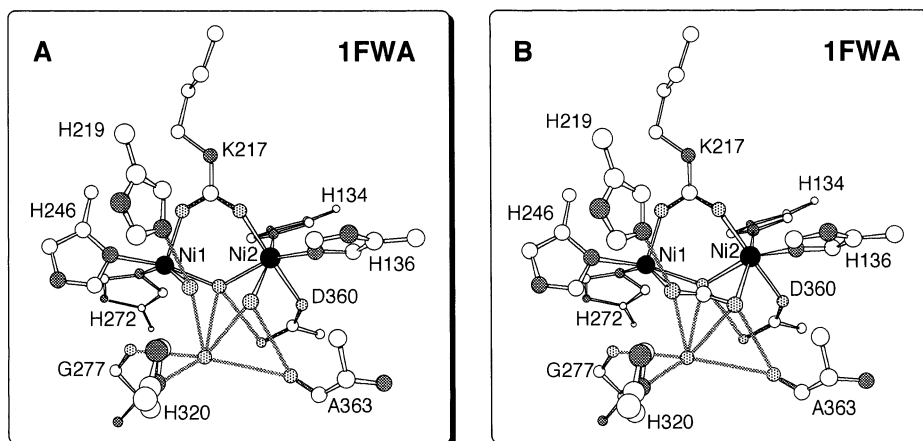 A 1FWA
H219
K217
H246
H134
Ni1
Ni2
H136
D360
H272
G277
A363
H320
B 1FWA
H219
K217
H246
H134
Ni1
Ni2
H136
D360
H272
G277
A363
H320